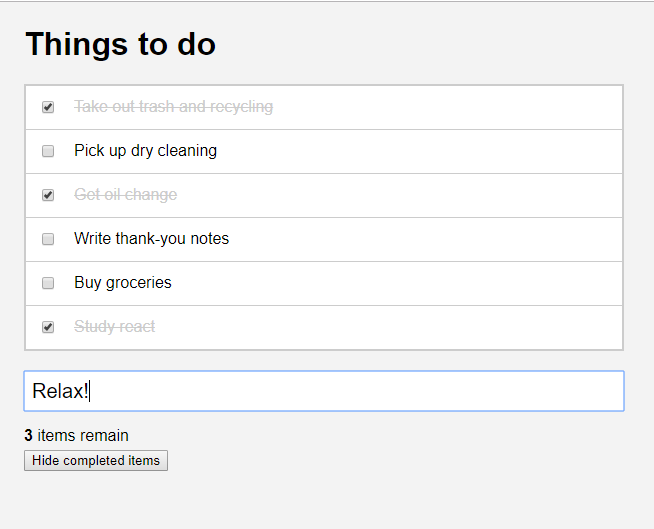 Things to do
Take out trash and recycling
Pick up dry cleaning
Get oil change
Write thank-you notes
Buy groceries
Study react
Relax!
3 items remain
Hide completed items